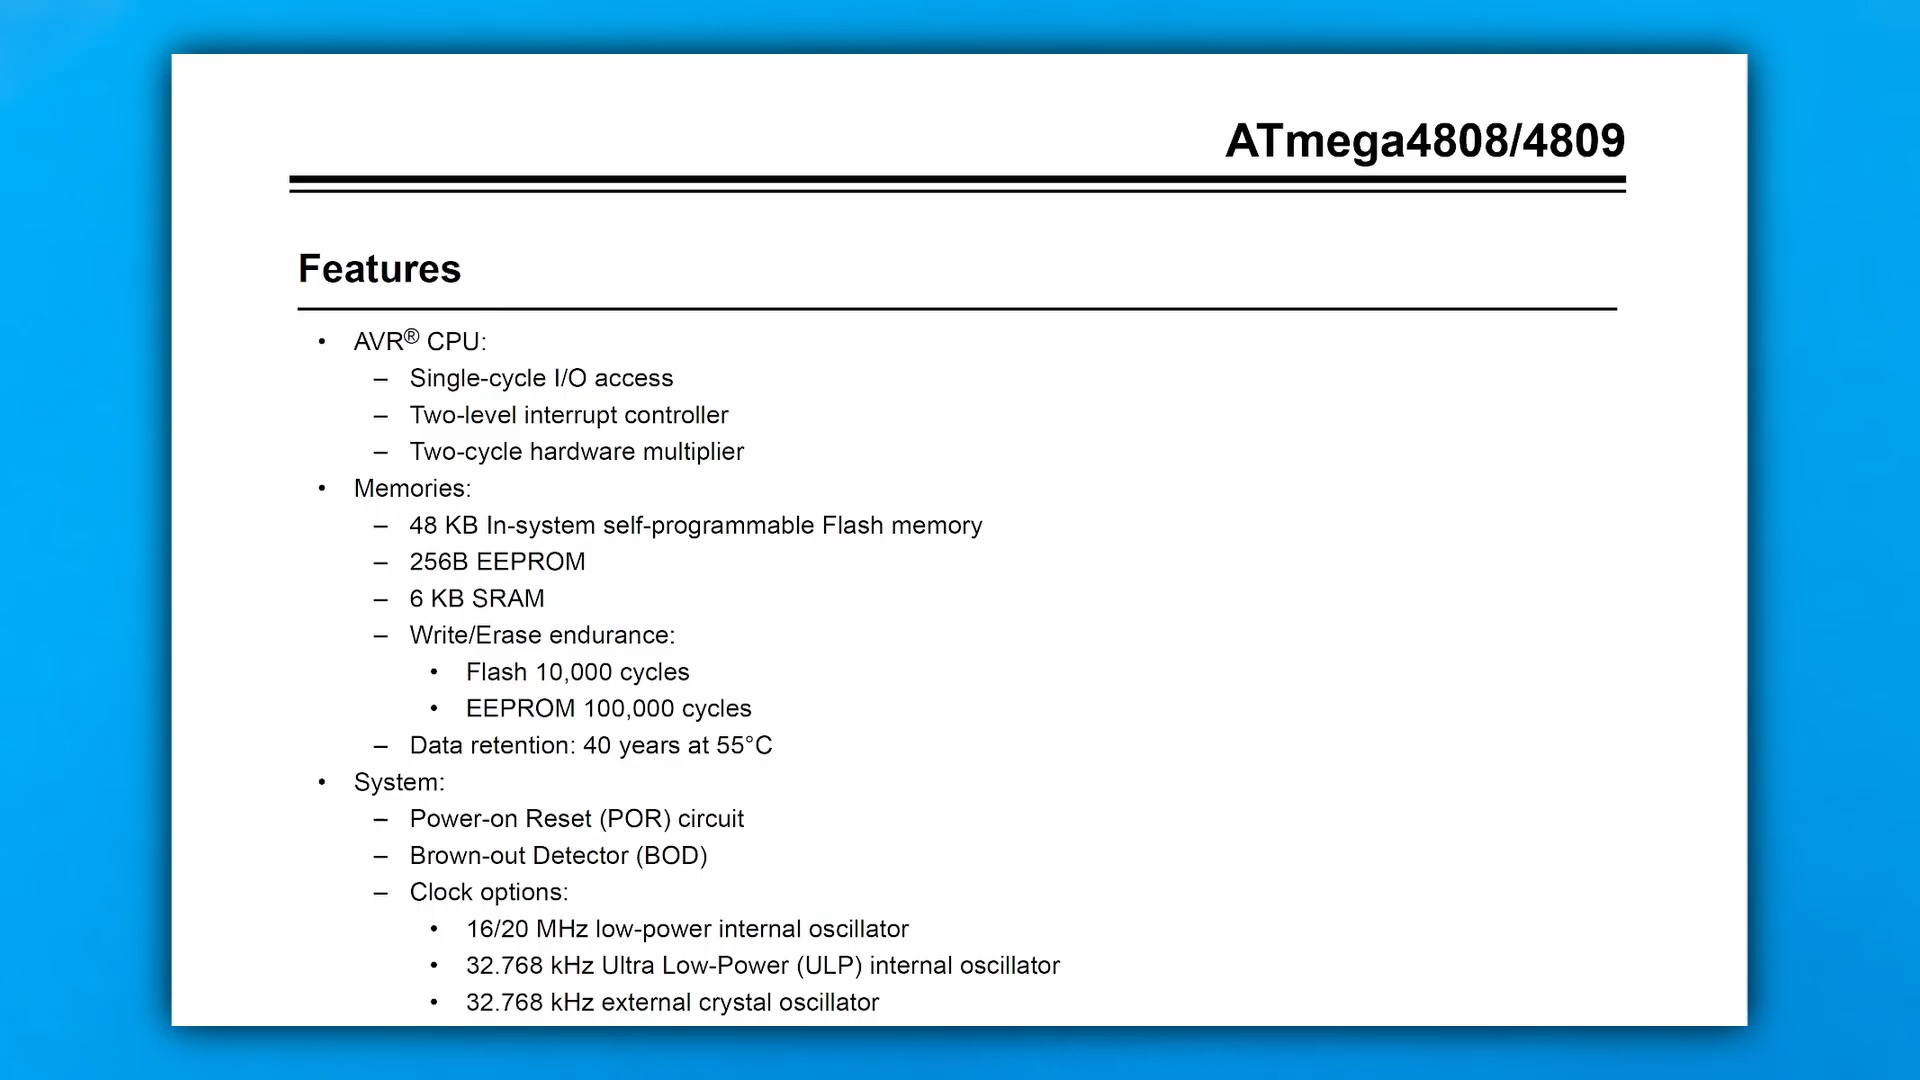 ATmega4808/4809
Features
• AVR® CPU:
– Single-cycle I/O access
– Two-level interrupt controller
– Two-cycle hardware multiplier
• Memories:
– 48 KB In-system self-programmable Flash memory
– 256B EEPROM
– 6 KB SRAM
– Write/Erase endurance:
• Flash 10,000 cycles
• EEPROM 100,000 cycles
– Data retention: 40 years at 55°C
• System:
– Power-on Reset (POR) circuit
– Brown-out Detector (BOD)
– Clock options:
• 16/20 MHz low-power internal oscillator
• 32.768 kHz Ultra Low-Power (ULP) internal oscillator
• 32.768 kHz external crystal oscillator